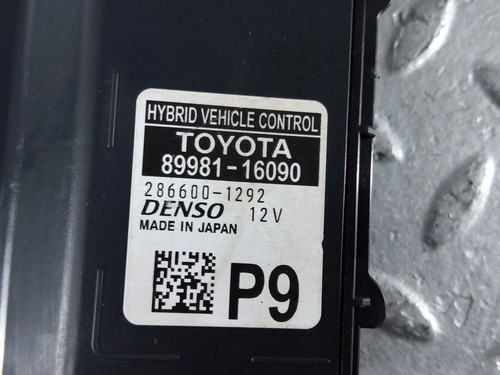 HYBRID VEHICLE CONTROL
TOYOTA
89981-16090
286600-1292
DENSO 12V
MADE IN JAPAN
P9